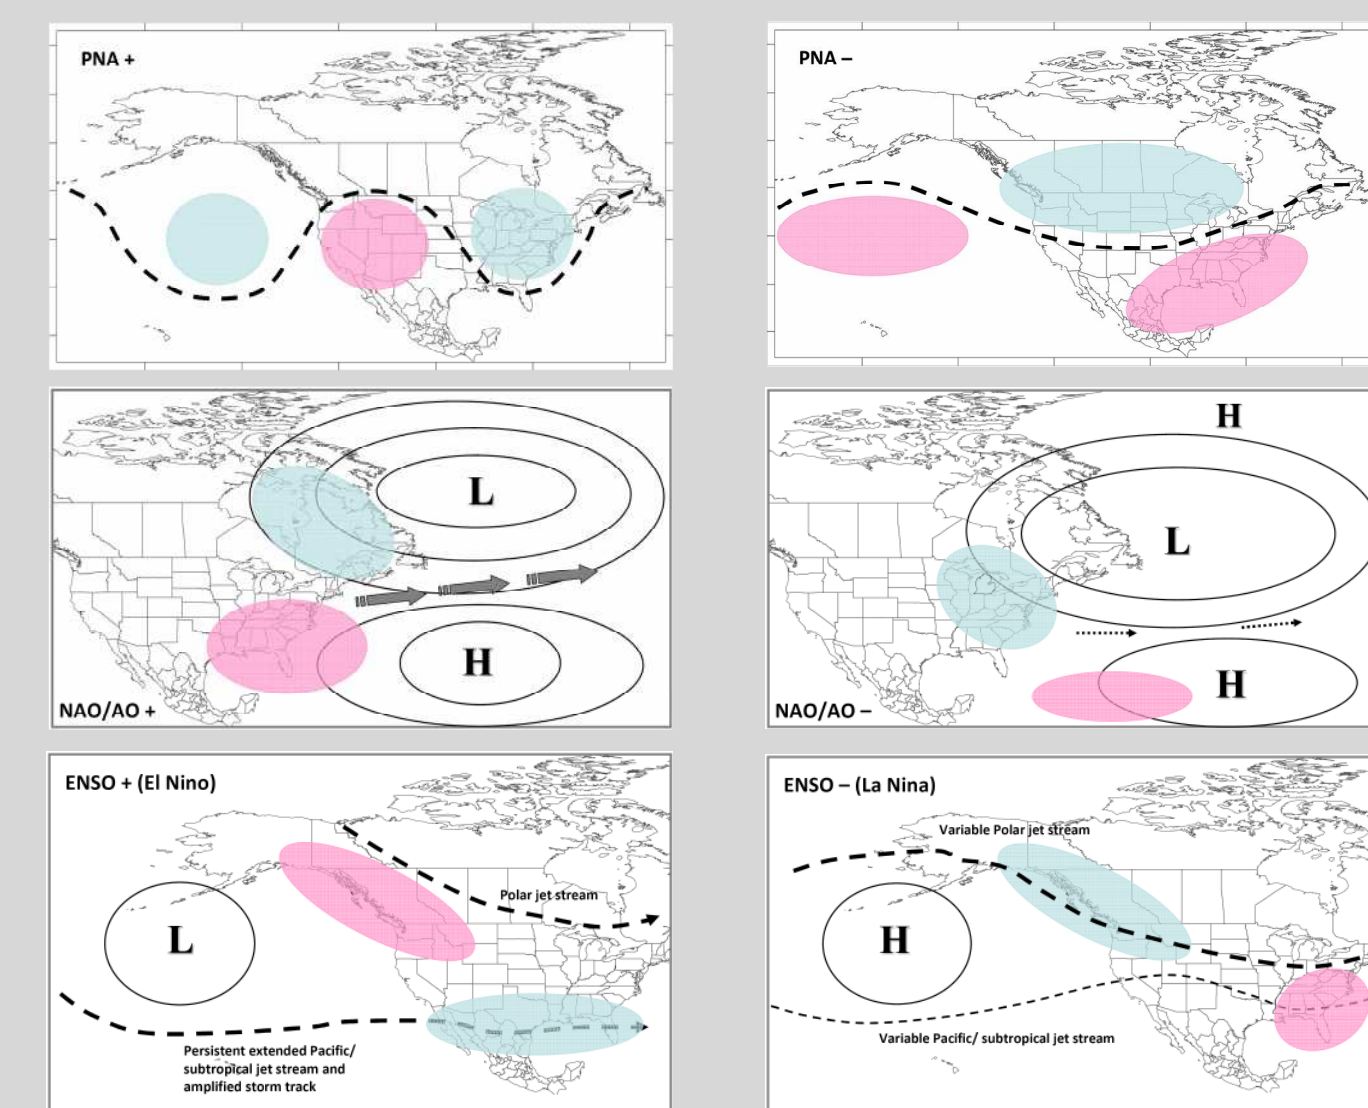 PNA +
PNA –
L
H
NAO/AO +
H
L
H
NAO/AO –
ENSO + (El Nino)
Polar jet stream
L
Persistent extended Pacific/
subtropical jet stream and
amplified storm track
ENSO – (La Nina)
Variable Polar jet stream
H
Variable Pacific/ subtropical jet stream